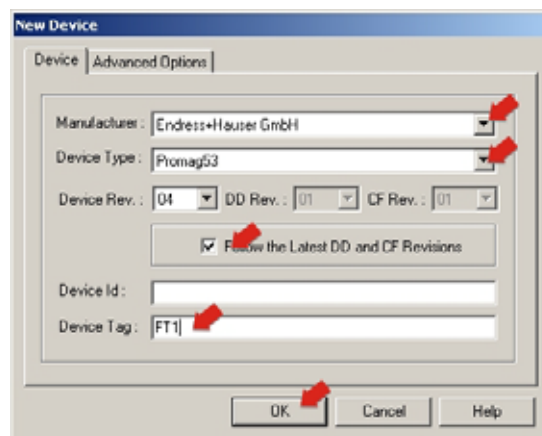 New Device
Device Advanced Options
Manufacturer : Endress+Hauser GmbH
Device Type : Promag53
Device Rev. : 04 DD Rev. : 01 CF Rev. : 01
Follow the Latest DD and CF Revisions
Device Id :
Device Tag : FT1
OK Cancel Help